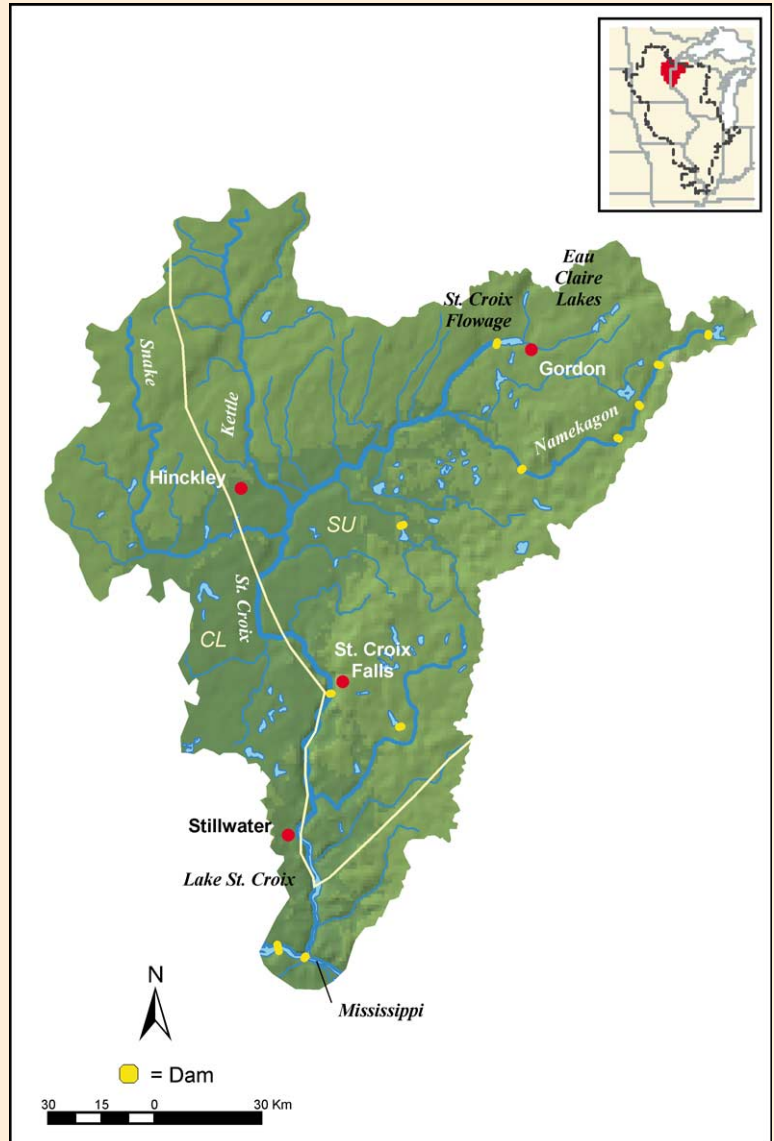 Eau
Claire
Lakes
St. Croix
Flowage
Gordon
Snake
Kettle
Namekagon
Hinckley
SU
St. Croix
CL
St. Croix
Falls
Stillwater
Lake St. Croix
N
Mississippi
= Dam
30 15 0 30 Km